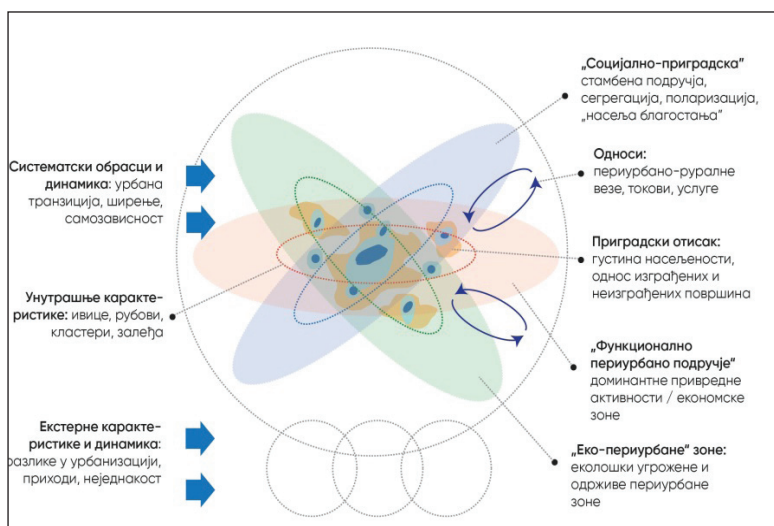 Систематски обрасци и
динамика: урбана
транзиција, ширење,
самозависност
Унутрашње каракте-
ристике: ивице, рубови,
кластери, залеђа
Екстерне каракте-
ристике и динамика:
разлике у урбанизацији,
приходи, неједнакост
„Социјално-приградска”
стамбена подручја,
сегрегација, поларизација,
„насеља благостања”
Односи:
периурбано-руралне
везе, токови, услуге
Приградски отисак:
густина насељености,
однос изграђених и
неизграђених површина
„Функционално
периурбано подручје”
доминантне привредне
активности / економске
зоне
„Еко-периурбане” зоне:
еколошки угрожене и
одрживе периурбане
зоне